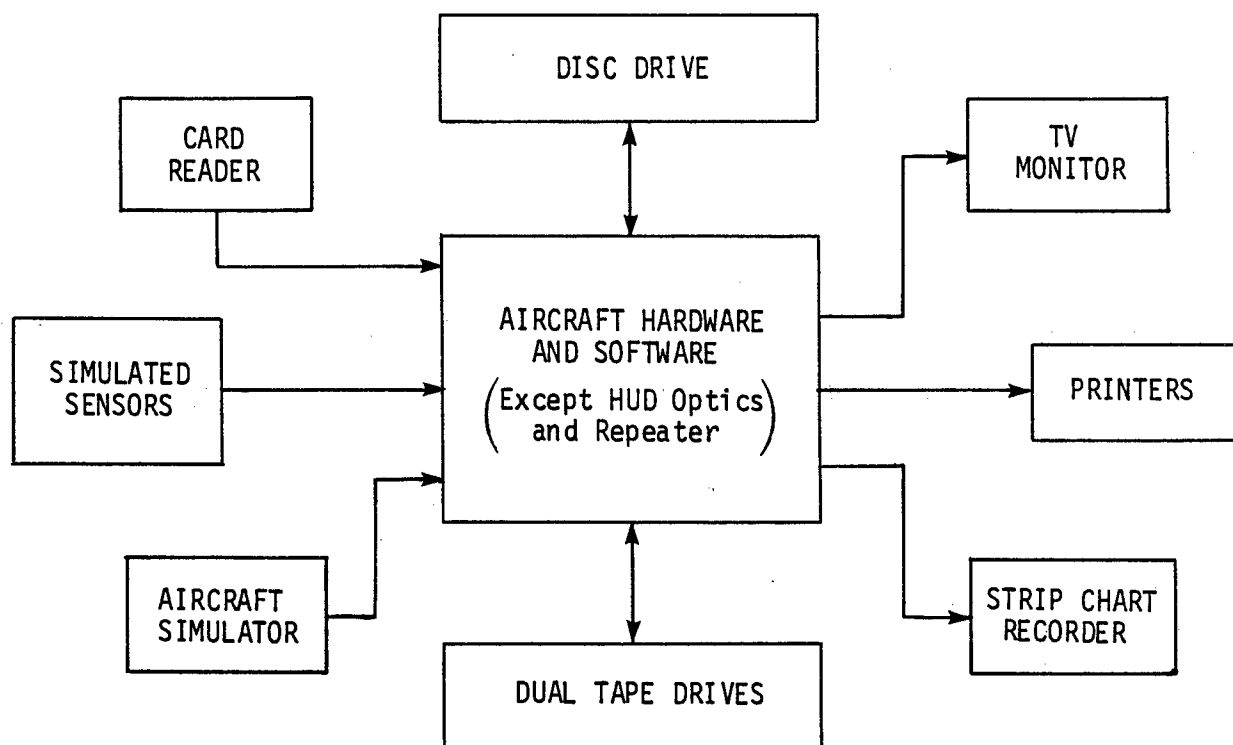 DISC DRIVE
CARD
READER
TV
MONITOR
AIRCRAFT HARDWARE
AND SOFTWARE
(Except HUD Optics
and Repeater)
SIMULATED
SENSORS
PRINTERS
AIRCRAFT
SIMULATOR
STRIP CHART
RECORDER
DUAL TAPE DRIVES